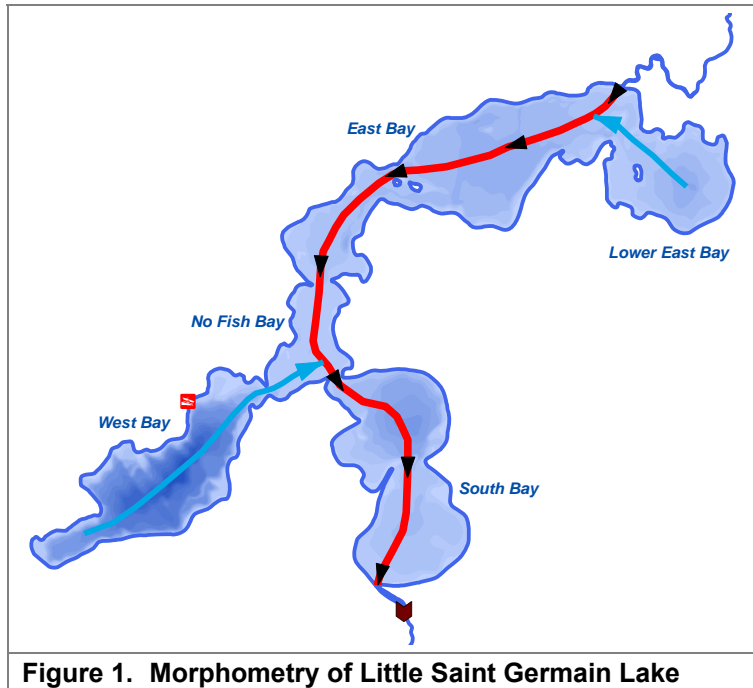 East Bay
Lower East Bay
No Fish Bay
West Bay
South Bay
Figure 1. Morphometry of Little Saint Germain Lake